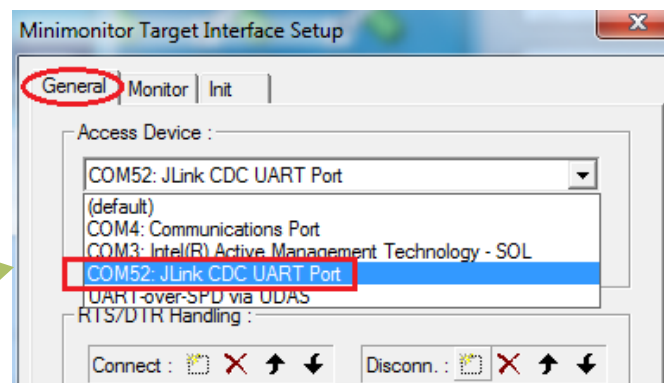 Minimonitor Target Interface Setup
General Monitor Init
Access Device :
COM52: JLink CDC UART Port
(default)
COM4: Communications Port
COM3: Intel(R) Active Management Technology - SOL
COM52: JLink CDC UART Port
UART-over-SPD via UDAS
RTS/DTR Handling :
Connect : Disconn. :